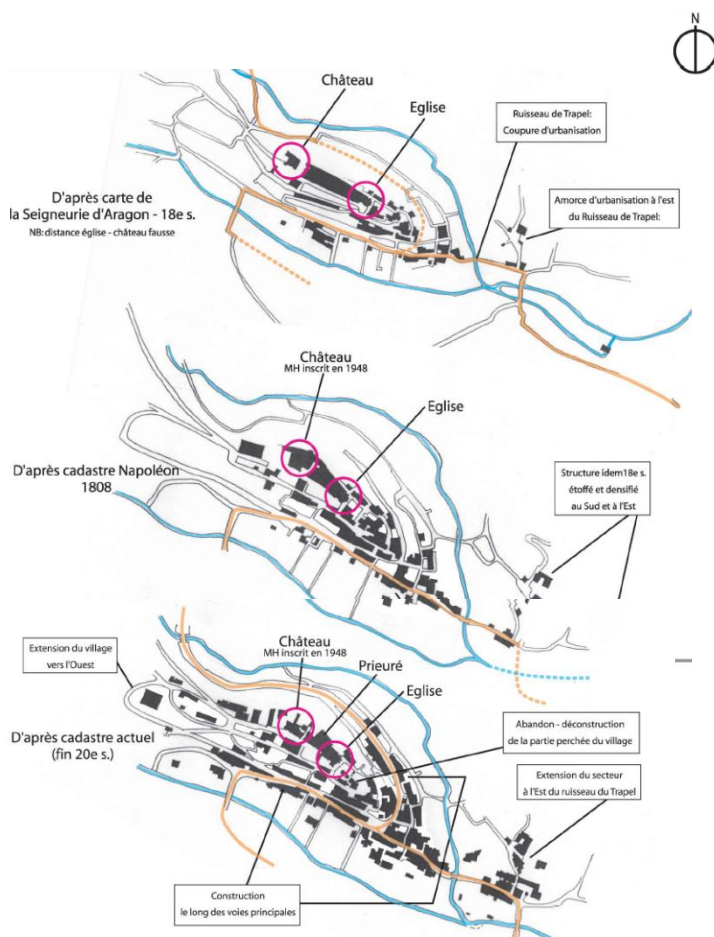 N
Château
Eglise
Ruisseau de Trapel:
Coupure d'urbanisation
D'après carte de
la Seigneurie d'Aragon - 18e s.
NB: distance église - château fausse
Amorce d'urbanisation à l'est
du Ruisseau de Trapel:
Château
MH inscrit en 1948
Eglise
D'après cadastre Napoléon
1808
Structure idem18e s.
étoffé et densifié
au Sud et à l'Est
Extension du village
vers l'Ouest
Château
MH inscrit en 1948
Prieuré
Eglise
D'après cadastre actuel
(fin 20e s.)
Abandon - déconstruction
de la partie perchée du village
Extension du secteur
à l'Est du ruisseau du Trapel
Construction
le long des voies principales